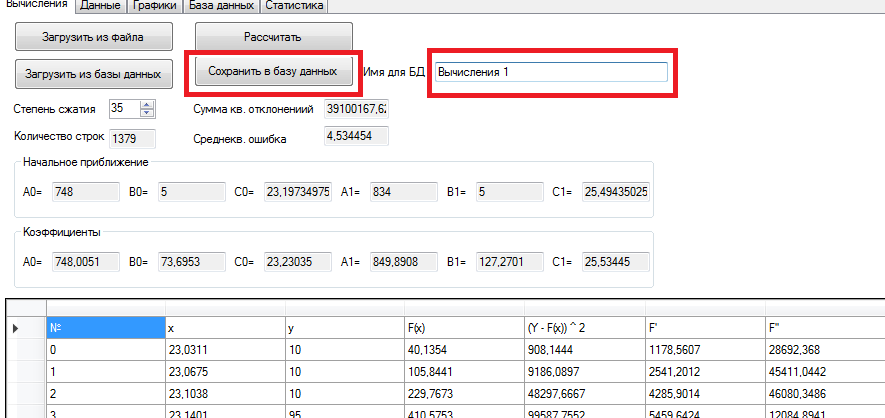 Вычисления Данные Графики База данных Статистика
Загрузить из файла Рассчитать
Загрузить из базы данных Сохранить в базу данных Имя для БД Вычисления 1
Степень сжатия 35 Сумма кв. отклонениий 39100167,62
Количество строк 1379 Среднекв. ошибка 4,534454
Начальное приближение
A0= 748 B0= 5 C0= 23,19734975 A1= 834 B1= 5 C1= 25,49435025
Коэффициенты
A0= 748,0051 B0= 73,6953 C0= 23,23035 A1= 849,8908 B1= 127,2701 C1= 25,53445
№ x y F(x) (Y - F(x)) ^ 2 F' F''
0 23,0311 10 40,1354 908,1444 1178,5607 28692,368
1 23,0675 10 105,8441 9186,0897 2541,2012 45411,0442
2 23,1038 10 229,7673 48297,6667 4285,9014 46080,3486
3 23,1401 95 410,5753 99587,7552 5459,6424 12084,8941